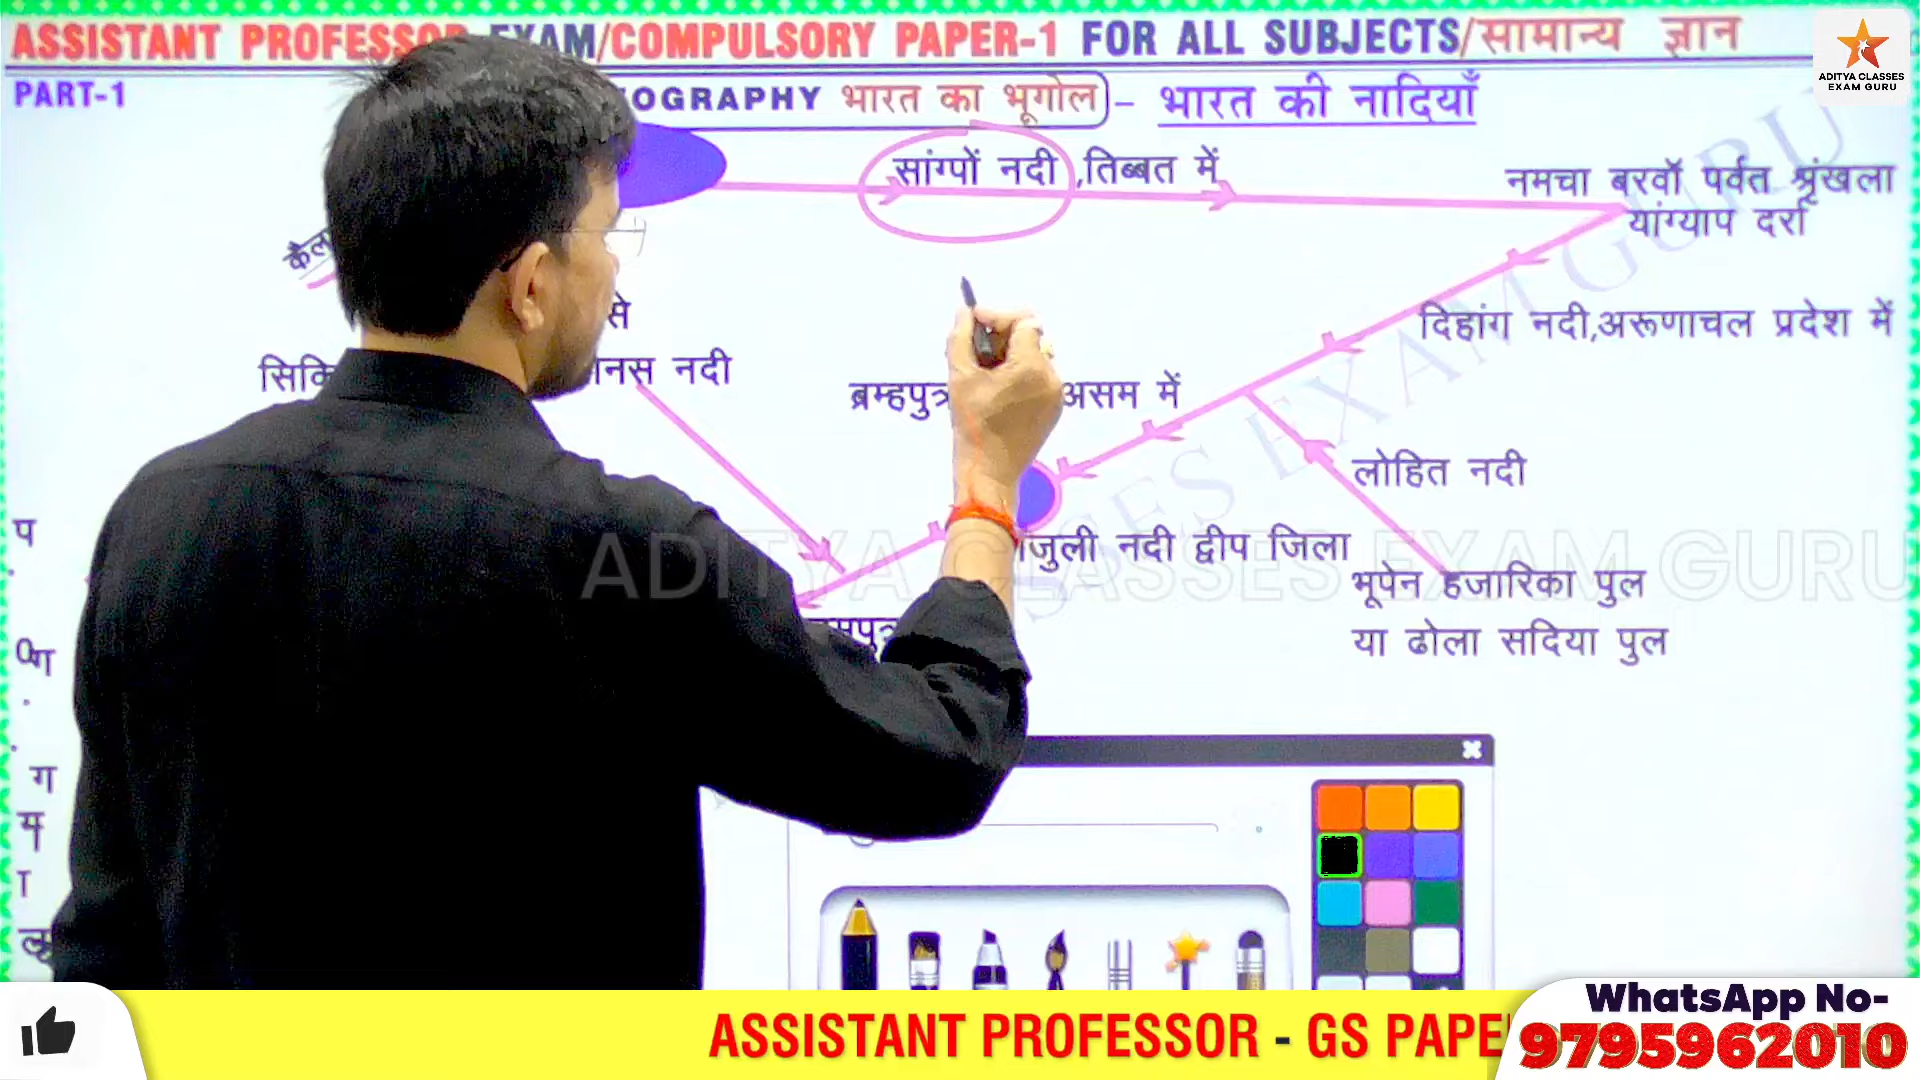 ASSISTANT PROFESSOR EXAM/COMPULSORY PAPER-1 FOR ALL SUBJECTS/सामान्य ज्ञान
ADITYA CLASSES
EXAM GURU
PART-1
OGRAPHY भारत का भूगोल – भारत की नादियाँ
सांग्पों नदी ,तिब्बत में
नमचा बरवॉ पर्वत श्रृंखला
यांग्याप दर्रा
कैल
से
दिहांग नदी,अरूणाचल प्रदेश में
सिकि
नस नदी
ब्रम्हपुत्र असम में
लोहित नदी
जुली नदी द्वीप जिला
भूपेन हजारिका पुल
या ढोला सदिया पुल
ADITYA CLASSES EXAM GURU
प
ग
ग
म
WhatsApp No-
9795962010
ASSISTANT PROFESSOR - GS PAPE